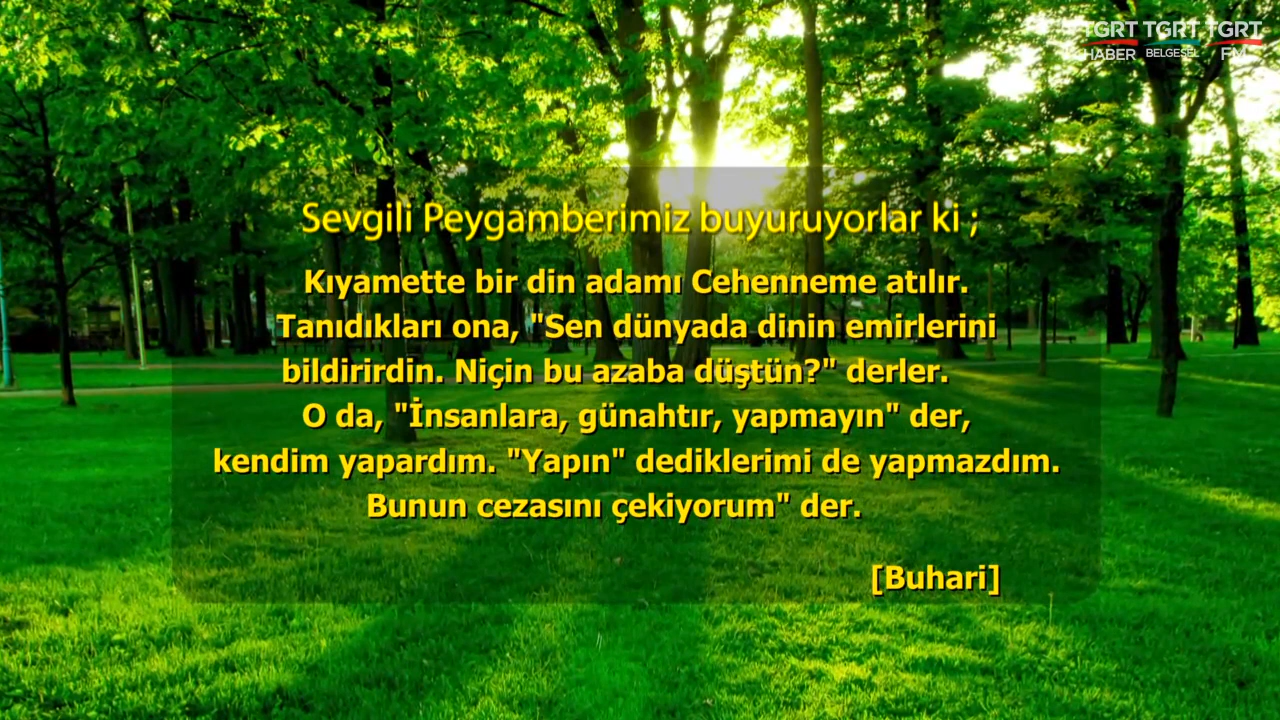 TGRT TGRT TGRT
HABER BELGESEL FM
Sevgili Peygamberimiz buyuruyorlar ki ;
Kıyamette bir din adamı Cehenneme atılır.
Tanıdıkları ona, "Sen dünyada dinin emirlerini
bildirirdin. Niçin bu azaba düştün?" derler.
O da, "İnsanlara, günahtır, yapmayın" der,
kendim yapardım. "Yapın" dediklerimi de yapmazdım.
Bunun cezasını çekiyorum" der.
[Buhari]